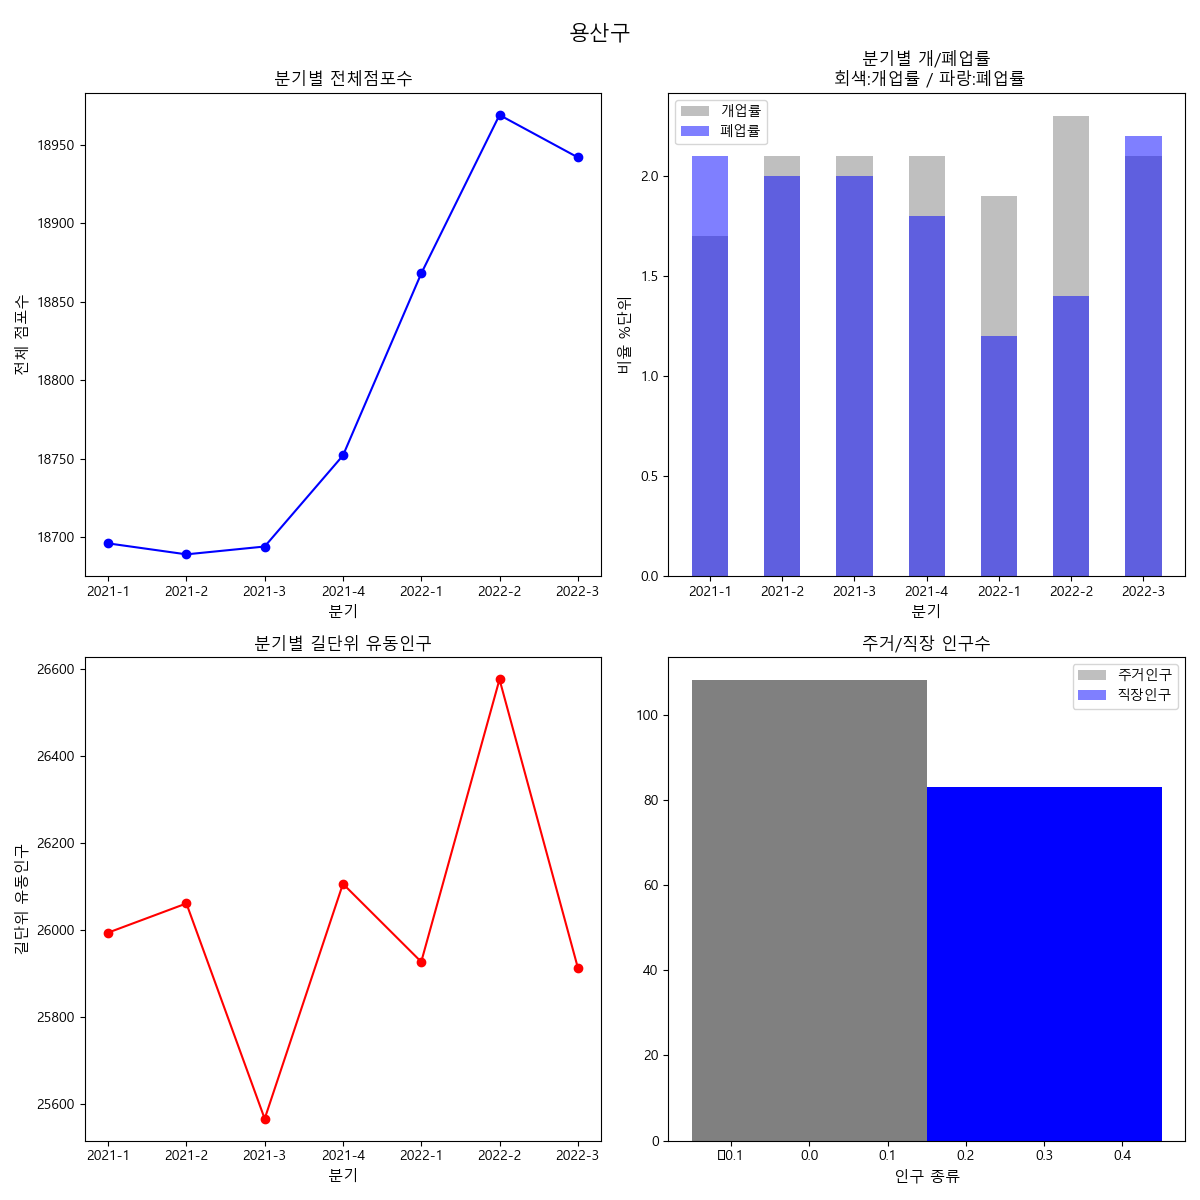 용산구
분기별 전체점포수
전체 점포수
18950
18900
18850
18800
18750
18700
2021-1 2021-2 2021-3 2021-4 2022-1 2022-2 2022-3
분기
분기별 개/폐업률
회색:개업률 / 파랑:폐업률
개업률
폐업률
비율 %단위
2.0
1.5
1.0
0.5
0.0
2021-1 2021-2 2021-3 2021-4 2022-1 2022-2 2022-3
분기
분기별 길단위 유동인구
길단위 유동인구
26600
26400
26200
26000
25800
25600
2021-1 2021-2 2021-3 2021-4 2022-1 2022-2 2022-3
분기
주거/직장 인구수
주거인구
직장인구
100
80
60
40
20
0
▯0.1 0.0 0.1 0.2 0.3 0.4
인구 종류